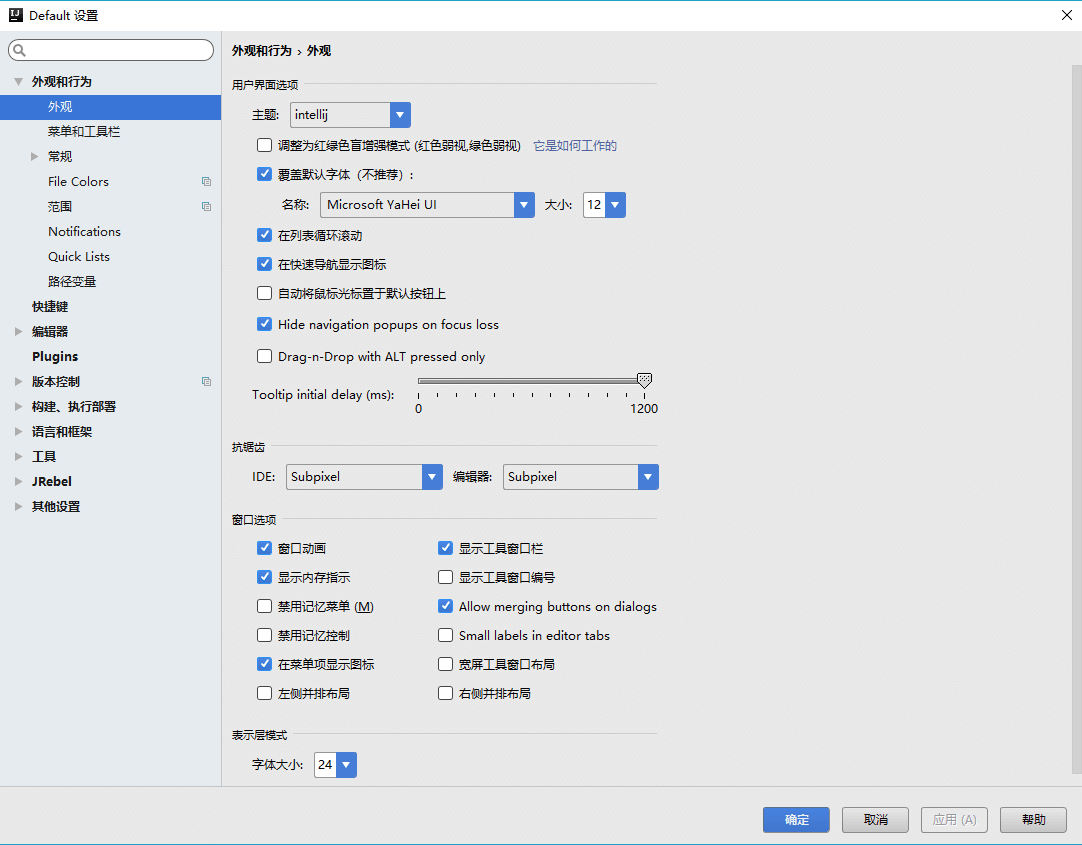 IJ Default 设置
外观和行为
外观
菜单和工具栏
常规
File Colors
范围
Notifications
Quick Lists
路径变量
快捷键
编辑器
Plugins
版本控制
构建、执行部署
语言和框架
工具
JRebel
其他设置
外观和行为 › 外观
用户界面选项
主题: intellij
调整为红绿色盲增强模式 (红色弱视,绿色弱视) 它是如何工作的
覆盖默认字体（不推荐）:
名称: Microsoft YaHei UI 大小: 12
在列表循环滚动
在快速导航显示图标
自动将鼠标光标置于默认按钮上
Hide navigation popups on focus loss
Drag-n-Drop with ALT pressed only
Tooltip initial delay (ms):
0 1200
抗锯齿
IDE: Subpixel 编辑器: Subpixel
窗口选项
窗口动画 显示工具窗口栏
显示内存指示 显示工具窗口编号
禁用记忆菜单 (M) Allow merging buttons on dialogs
禁用记忆控制 Small labels in editor tabs
在菜单项显示图标 宽屏工具窗口布局
左侧并排布局 右侧并排布局
表示层模式
字体大小: 24
确定 取消 应用 (A) 帮助